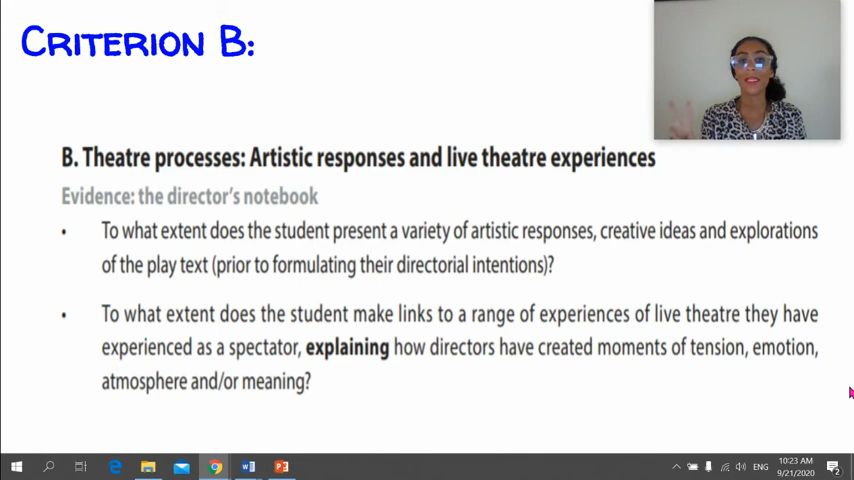 CRITERION B:
B. Theatre processes: Artistic responses and live theatre experiences
Evidence: the director's notebook
• To what extent does the student present a variety of artistic responses, creative ideas and explorations
of the play text (prior to formulating their directorial intentions)?
• To what extent does the student make links to a range of experiences of live theatre they have
experienced as a spectator, explaining how directors have created moments of tension, emotion,
atmosphere and/or meaning?
ENG
10:23 AM
9/21/2020
2